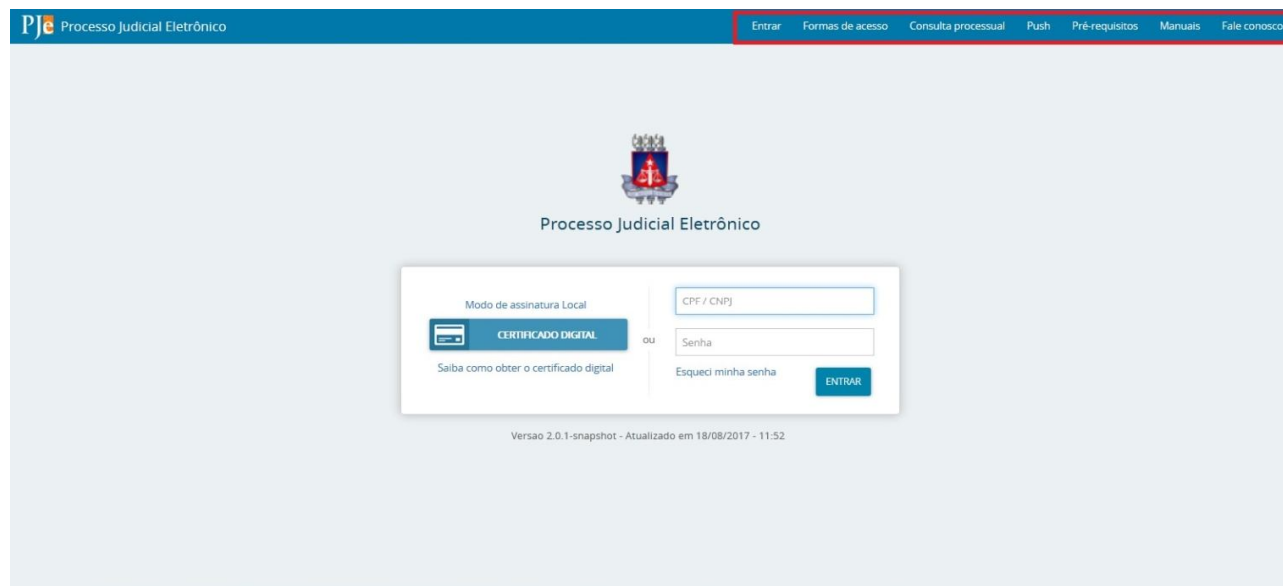 PJe Processo Judicial Eletrônico
Entrar Formas de acesso Consulta processual Push Pré-requisitos Manuais Fale conosco
Processo Judicial Eletrônico
Modo de assinatura Local
CERTIFICADO DIGITAL
Saiba como obter o certificado digital
ou
CPF / CNPJ
Senha
Esqueci minha senha
ENTRAR
Versao 2.0.1-snapshot - Atualizado em 18/08/2017 - 11:52